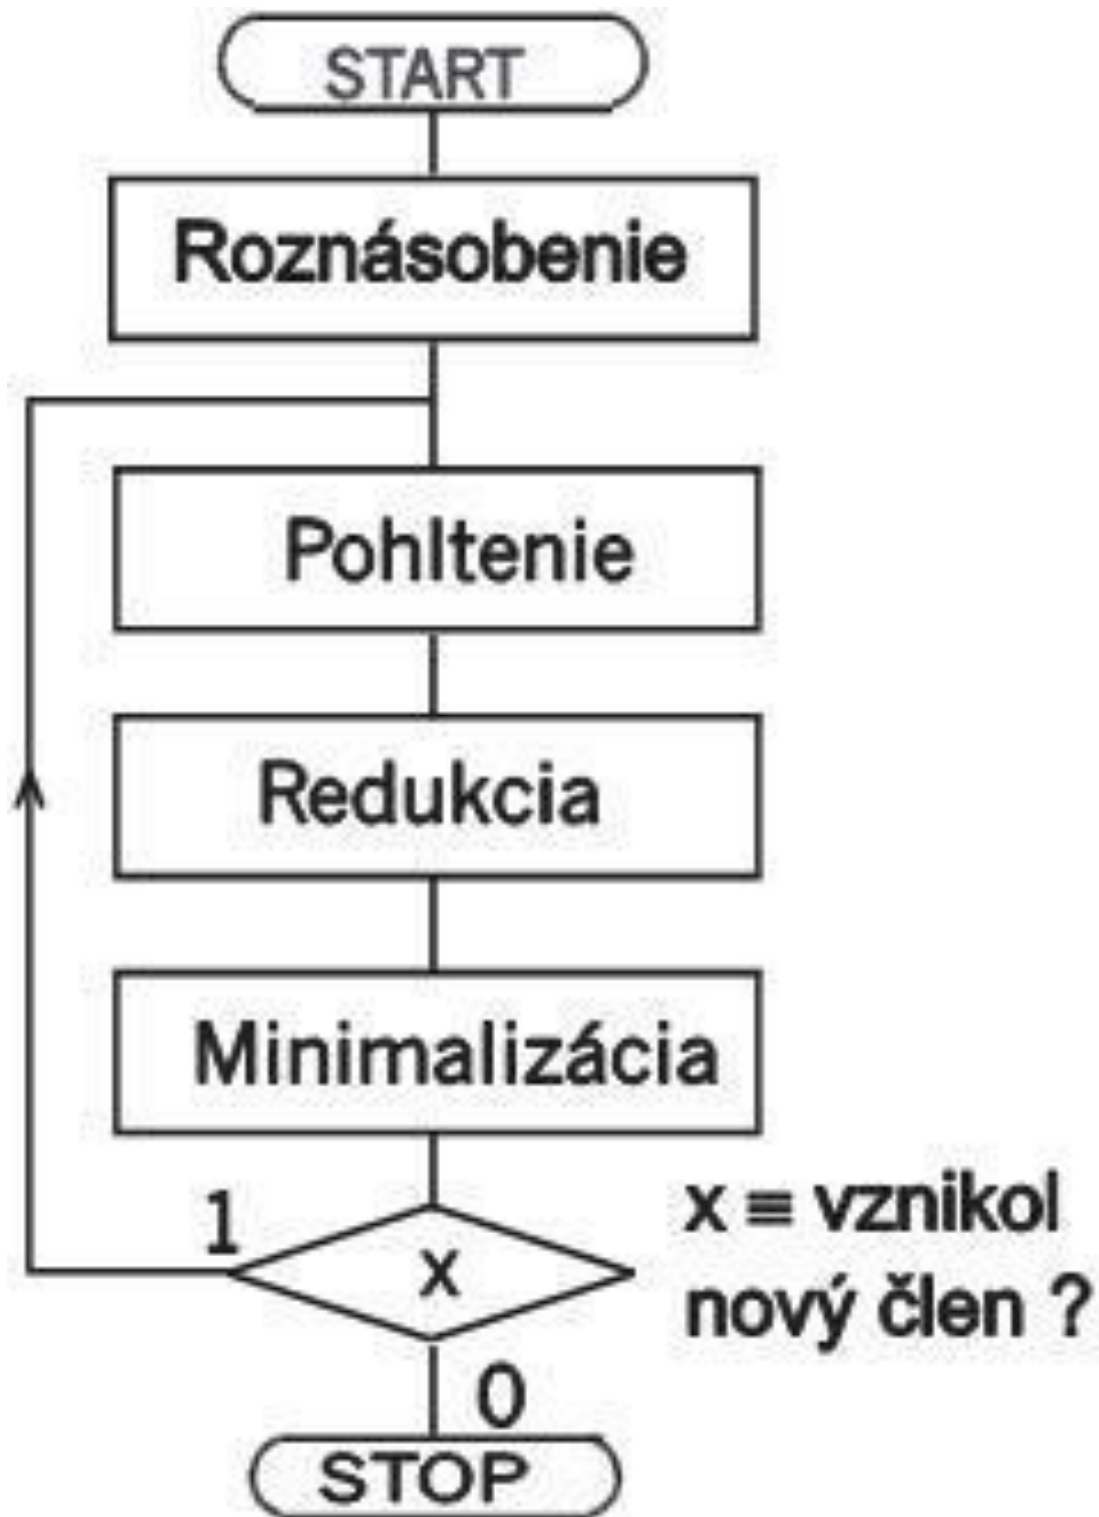 START
Roznásobenie
Pohltenie
Redukcia
Minimalizácia
1
x
x ≡ vznikol
nový člen ?
0
STOP